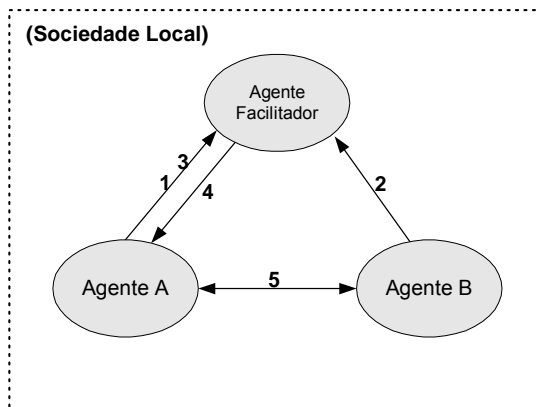 (Sociedade Local)
Agente
Facilitador
3
1
4
2
Agente A
5
Agente B